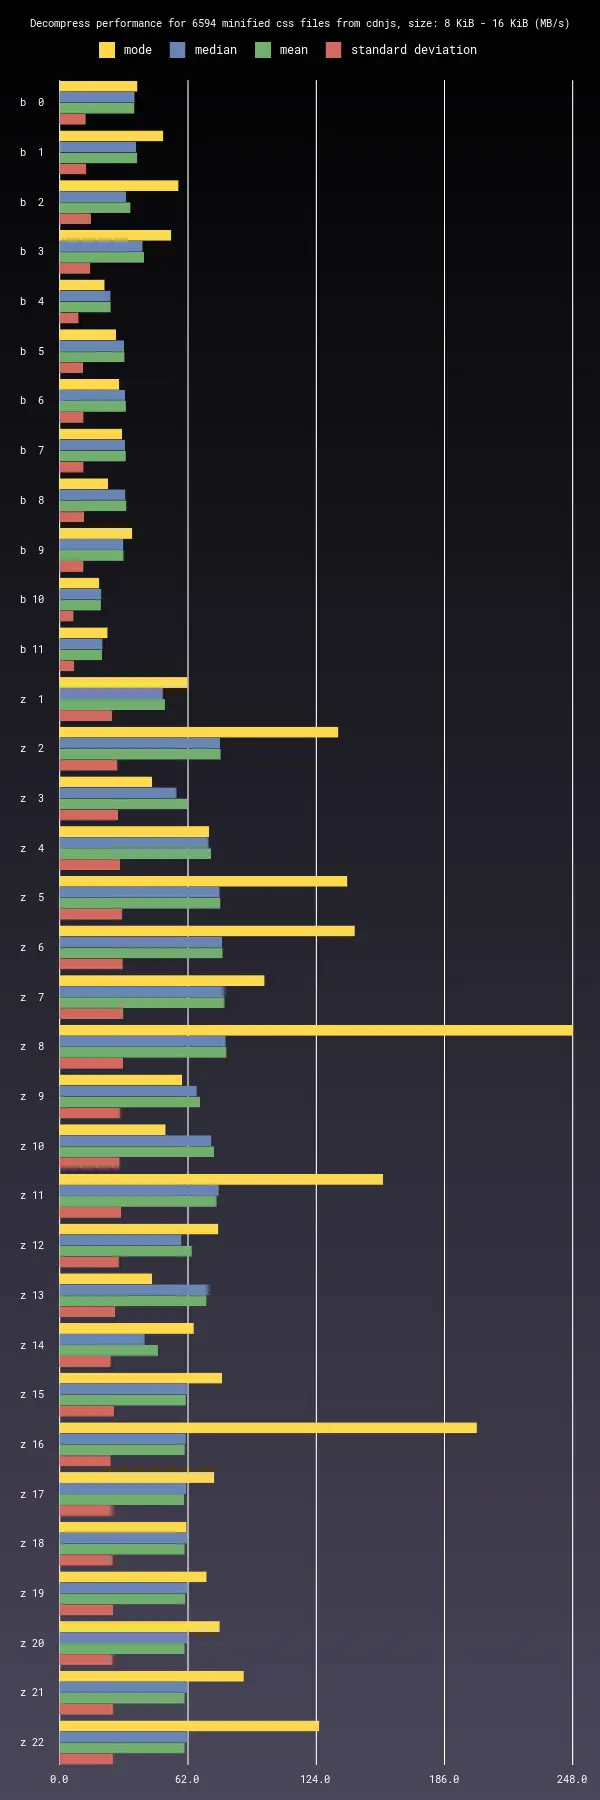 Decompress performance for 6594 minified css files from cdnjs, size: 8 KiB - 16 KiB (MB/s)
mode median mean standard deviation
b 0
b 1
b 2
b 3
b 4
b 5
b 6
b 7
b 8
b 9
b 10
b 11
z 1
z 2
z 3
z 4
z 5
z 6
z 7
z 8
z 9
z 10
z 11
z 12
z 13
z 14
z 15
z 16
z 17
z 18
z 19
z 20
z 21
z 22
0.0 62.0 124.0 186.0 248.0